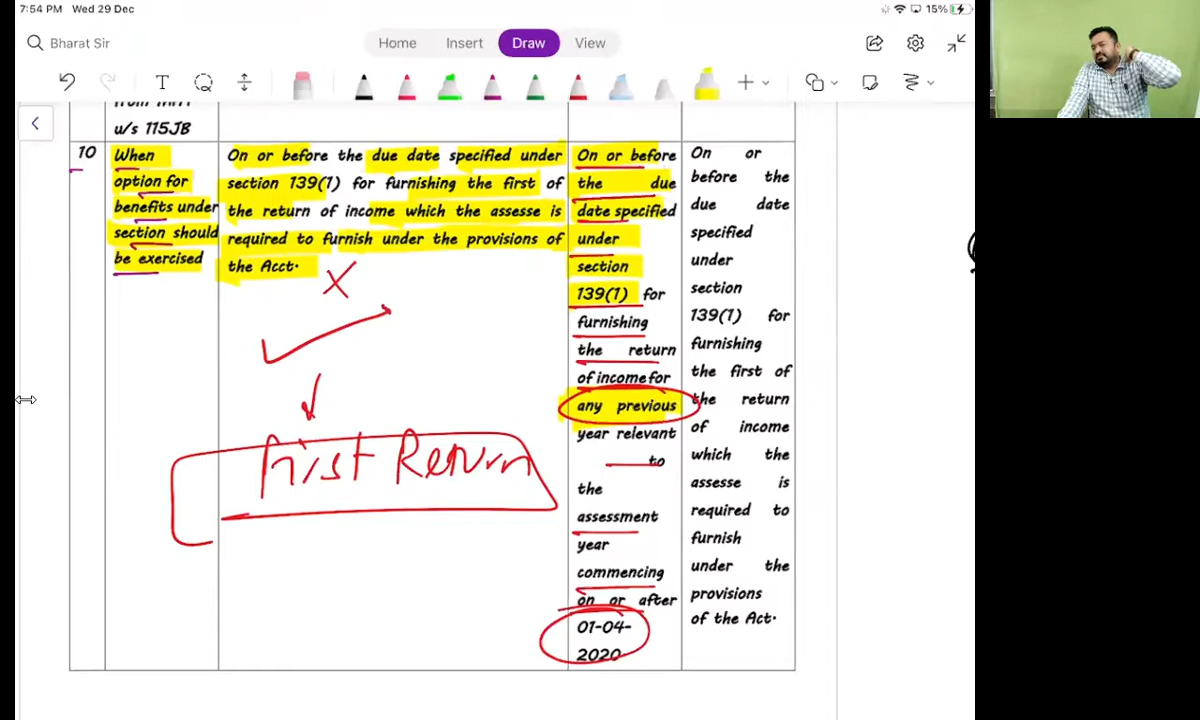 7:54 PM Wed 29 Dec
15%
Bharat Sir
Home
Insert
Draw
View
T
u/s 115JB
10
When
option for
benefits under
section should
be exercised
On or before the due date specified under
section 139(1) for furnishing the first of
the return of income which the assesse is
required to furnish under the provisions of
the Acct.
X
First Return
On or before
the due
date specified
under
section
139(1) for
furnishing
the return
of income for
any previous
year relevant
to
the
assessment
year
commencing
on or after
01-04-
2020
On or
before the
due date
specified
under
section
139(1) for
furnishing
the first of
the return
of income
which the
assesse is
required to
furnish
under the
provisions
of the Act.